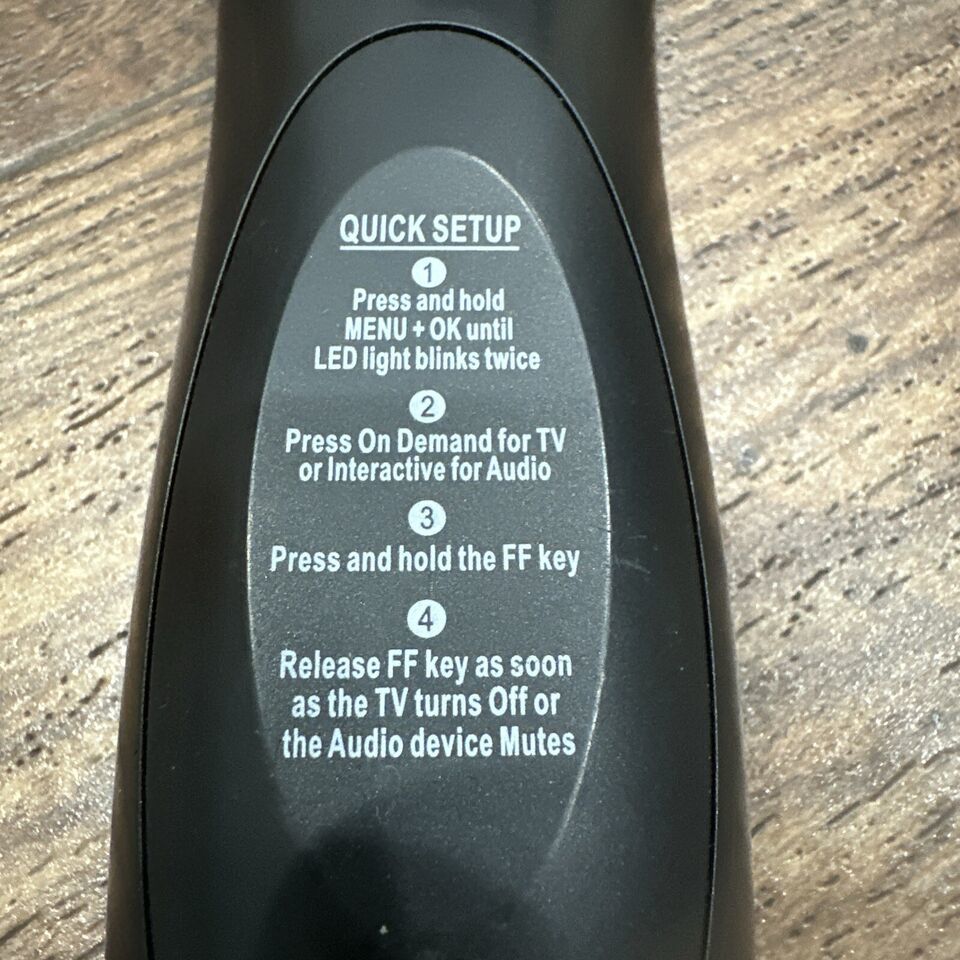 QUICK SETUP
1
Press and hold
MENU + OK until
LED light blinks twice
2
Press On Demand for TV
or Interactive for Audio
3
Press and hold the FF key
4
Release FF key as soon
as the TV turns Off or
the Audio device Mutes